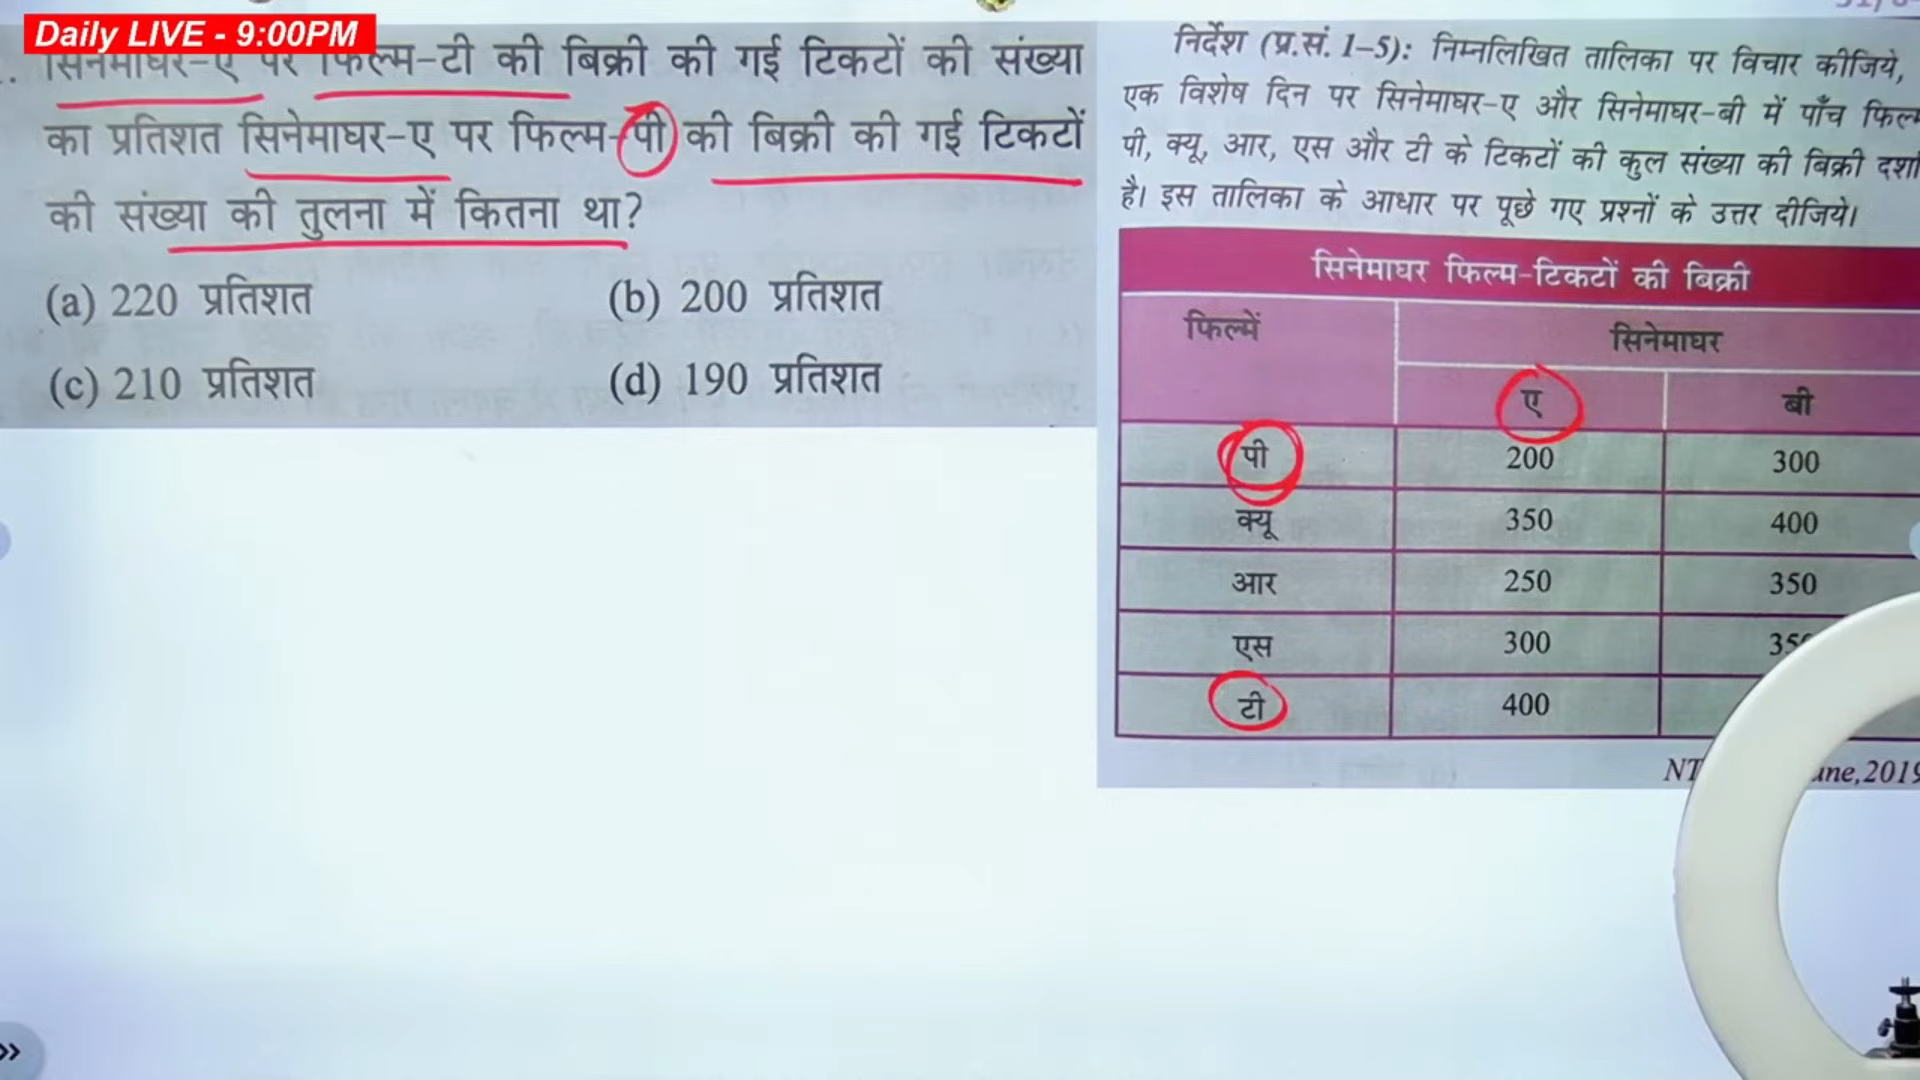 Daily LIVE - 9:00PM
सिनेमाघर-ए पर फिल्म-टी की बिक्री की गई टिकटों की संख्या
का प्रतिशत सिनेमाघर-ए पर फिल्म-पी की बिक्री की गई टिकटों
की संख्या की तुलना में कितना था?
(a) 220 प्रतिशत (b) 200 प्रतिशत
(c) 210 प्रतिशत (d) 190 प्रतिशत
निर्देश (प्र.सं. 1–5): निम्नलिखित तालिका पर विचार कीजिये,
एक विशेष दिन पर सिनेमाघर-ए और सिनेमाघर-बी में पाँच
पी, क्यू, आर, एस और टी के टिकटों की कुल संख्या की बिक्री
है। इस तालिका के आधार पर पूछे गए प्रश्नों के उत्तर दीजिये।
सिनेमाघर फिल्म-टिकटों की बिक्री
फिल्में सिनेमाघर
ए बी
पी 200 300
क्यू 350 400
आर 250 350
एस 300
टी 400
2019